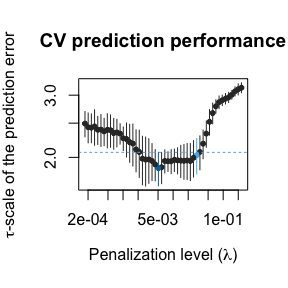 CV prediction performance
τ-scale of the prediction error
3.0
2.0
2e-04
5e-03
1e-01
Penalization level (λ)